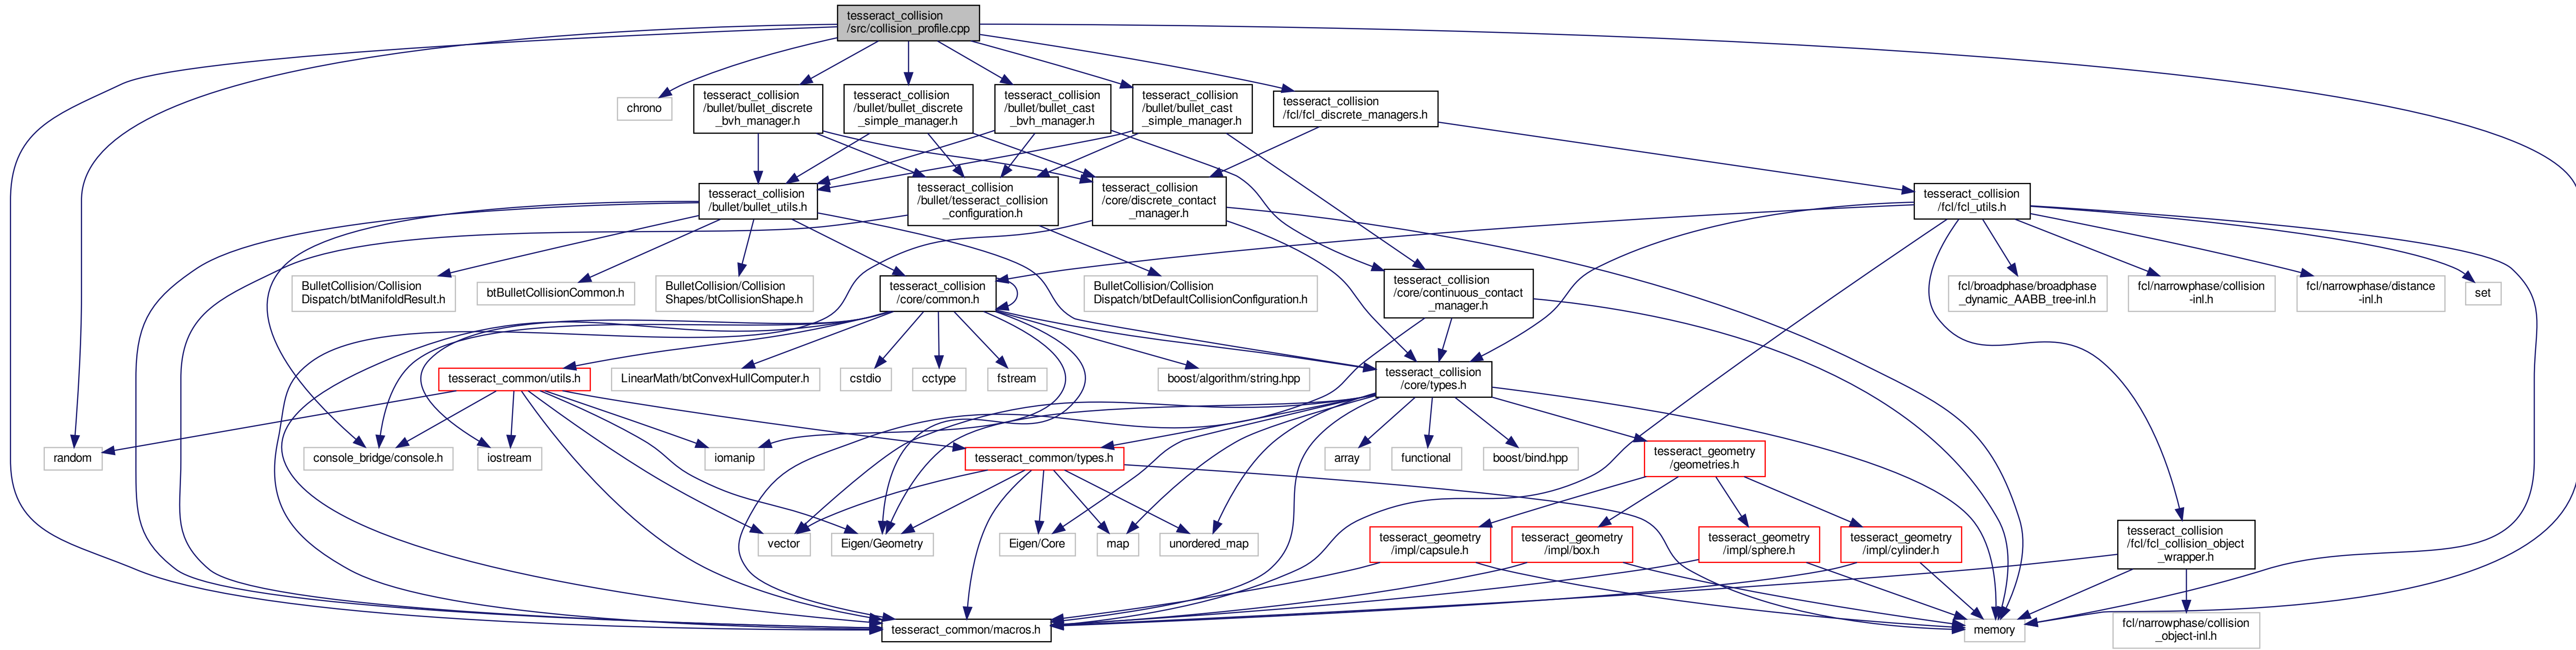 tesseract_collision
/src/collision_profile.cpp
chrono
tesseract_collision
/bullet/bullet_discrete
_bvh_manager.h
tesseract_collision
/bullet/bullet_discrete
_simple_manager.h
tesseract_collision
/bullet/bullet_cast
_bvh_manager.h
tesseract_collision
/bullet/bullet_cast
_simple_manager.h
tesseract_collision
/fcl/fcl_discrete_managers.h
tesseract_collision
/bullet/bullet_utils.h
tesseract_collision
/bullet/tesseract_collision
_configuration.h
tesseract_collision
/core/discrete_contact
_manager.h
tesseract_collision
/fcl/fcl_utils.h
BulletCollision/Collision
Dispatch/btManifoldResult.h
btBulletCollisionCommon.h
BulletCollision/Collision
Shapes/btCollisionShape.h
tesseract_collision
/core/common.h
BulletCollision/Collision
Dispatch/btDefaultCollisionConfiguration.h
tesseract_collision
/core/continuous_contact
_manager.h
fcl/broadphase/broadphase
_dynamic_AABB_tree-inl.h
fcl/narrowphase/collision
-inl.h
fcl/narrowphase/distance
-inl.h
set
tesseract_common/utils.h
LinearMath/btConvexHullComputer.h
cstdio
cctype
fstream
boost/algorithm/string.hpp
tesseract_collision
/core/types.h
random
console_bridge/console.h
iostream
iomanip
tesseract_common/types.h
array
functional
boost/bind.hpp
tesseract_geometry
/geometries.h
vector
Eigen/Geometry
Eigen/Core
map
unordered_map
tesseract_geometry
/impl/capsule.h
tesseract_geometry
/impl/box.h
tesseract_geometry
/impl/sphere.h
tesseract_geometry
/impl/cylinder.h
tesseract_collision
/fcl/fcl_collision_object
_wrapper.h
tesseract_common/macros.h
memory
fcl/narrowphase/collision
_object-inl.h